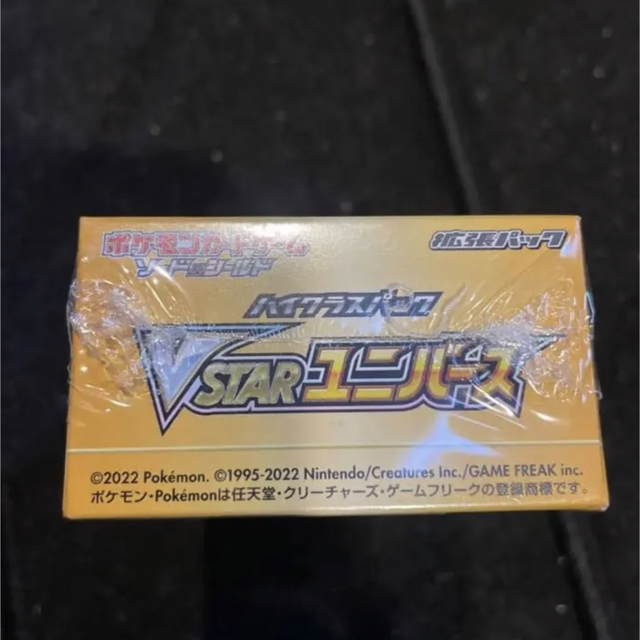 ポケモンカードゲーム 拡張パック
ソード&シールド
ハイクラスパック
VSTARユニバース
©2022 Pokémon. ©1995-2022 Nintendo/Creatures Inc./GAME FREAK inc.
ポケモン・Pokémonは任天堂・クリーチャーズ・ゲームフリークの登録商標です。